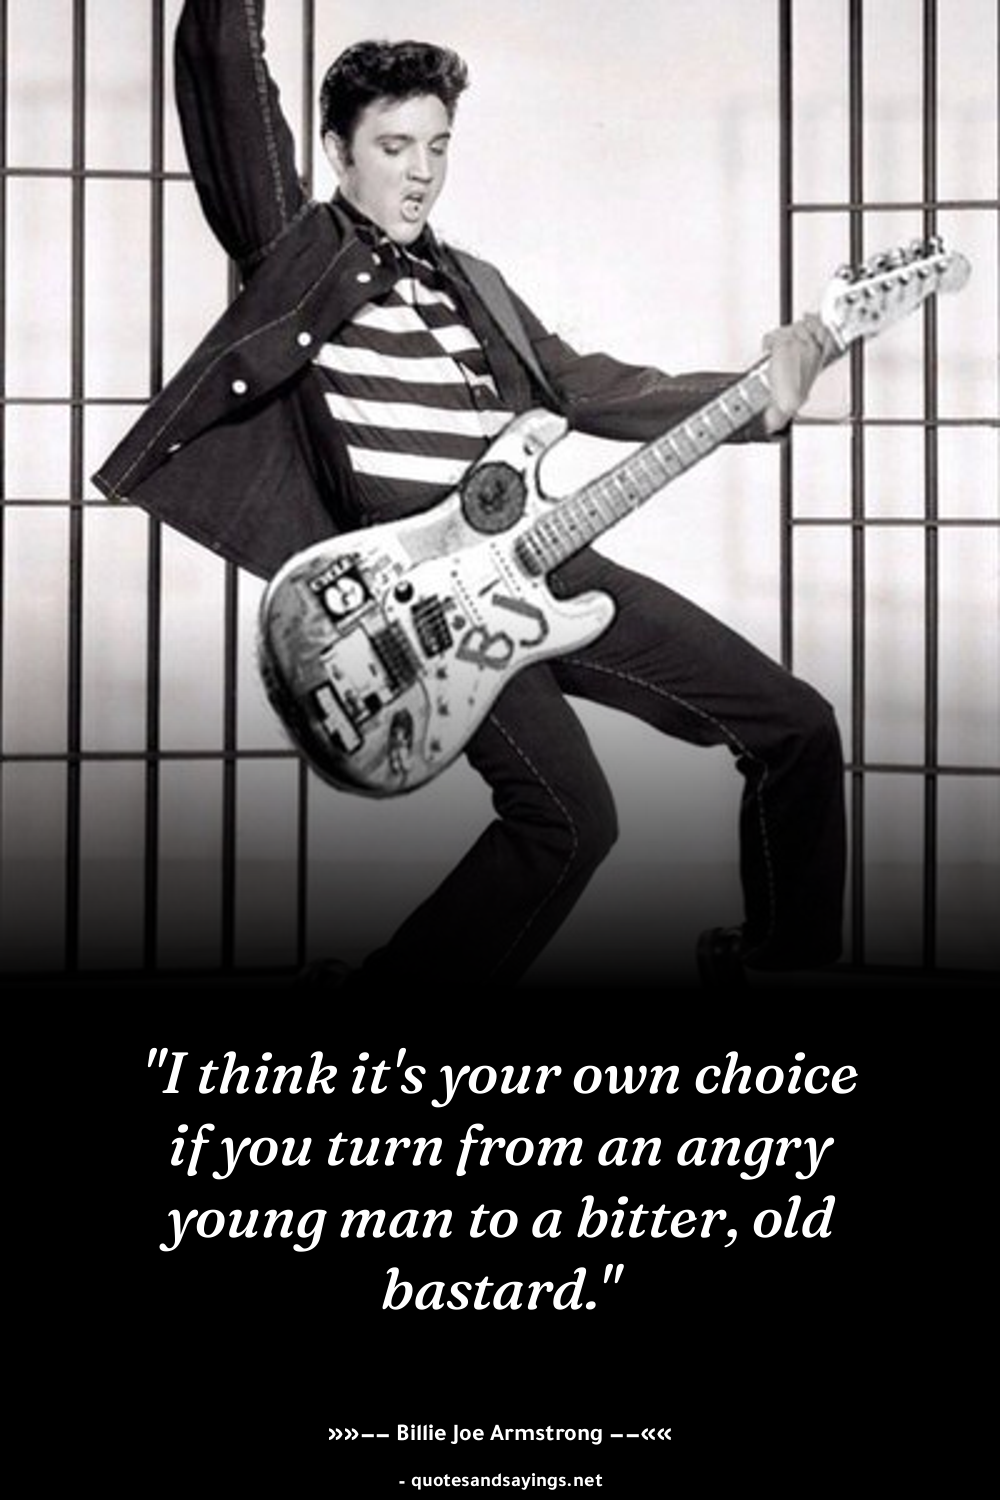 BJ
"I think it's your own choice
if you turn from an angry
young man to a bitter, old
bastard."
»»–– Billie Joe Armstrong ––««
- quotesandsayings.net